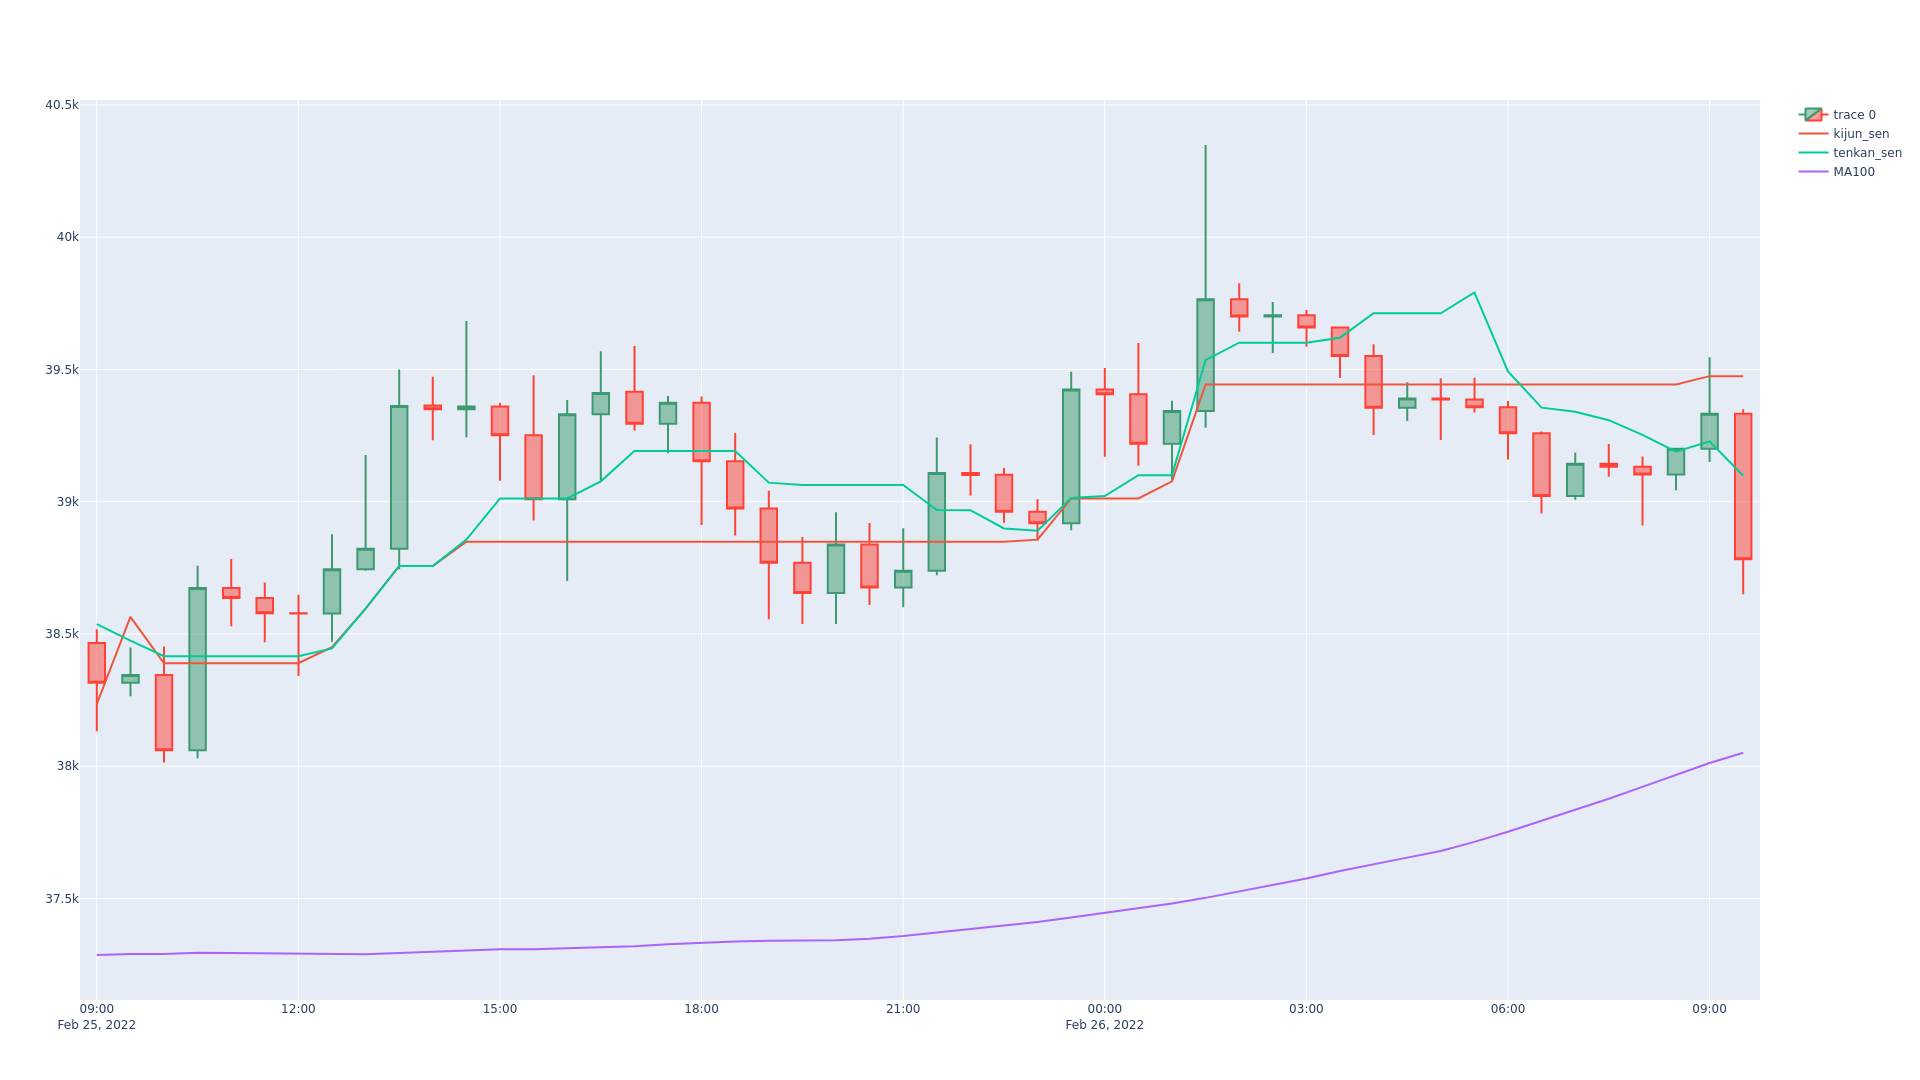 40.5k
40k
39.5k
39k
38.5k
38k
37.5k
09:00 12:00 15:00 18:00 21:00 00:00 03:00 06:00 09:00
Feb 25, 2022 Feb 26, 2022
trace 0
kijun_sen
tenkan_sen
MA100